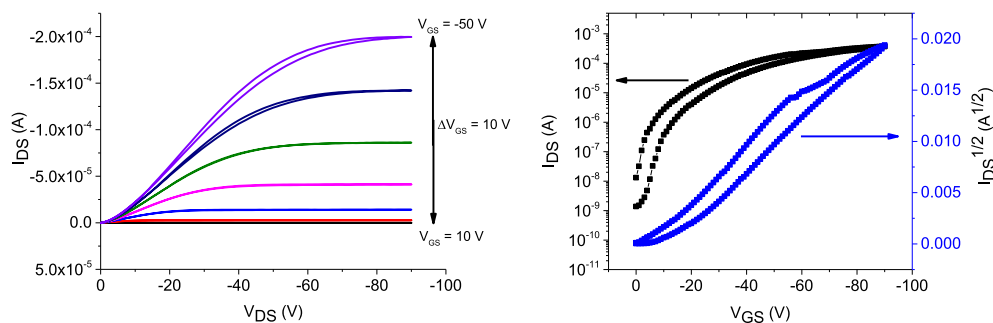 V_GS = -50 V
-2.0x10^-4
-1.5x10^-4
-1.0x10^-4
-5.0x10^-5
0.0
5.0x10^-5
I_DS (A)
ΔV_GS = 10 V
V_GS = 10 V
0 -20 -40 -60 -80 -100
V_DS (V)
10^-3
10^-4
10^-5
10^-6
10^-7
10^-8
10^-9
10^-10
10^-11
I_DS (A)
0.020
0.015
0.010
0.005
0.000
I_DS^1/2 (A^1/2)
0 -20 -40 -60 -80 -100
V_GS (V)